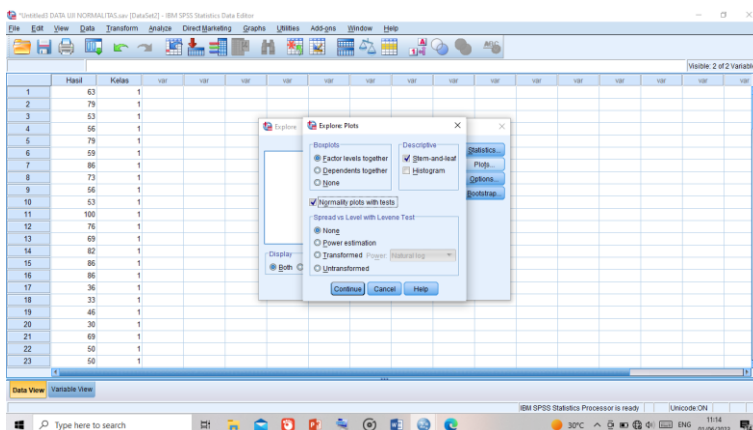 *Untitled3 DATA UJI NORMALITAS.sav [DataSet2] - IBM SPSS Statistics Data Editor
File Edit View Data Transform Analyze Direct Marketing Graphs Utilities Add-ons Window Help
Visible: 2 of 2 Variable
Hasil Kelas var var var var var var var var var var var var var var
1 63 1
2 79 1
3 53 1
4 56 1
5 79 1
6 59 1
7 86 1
8 73 1
9 56 1
10 53 1
11 100 1
12 76 1
13 69 1
14 82 1
15 86 1
16 86 1
17 36 1
18 33 1
19 46 1
20 30 1
21 69 1
22 50 1
23 50 1
Explore
Statistics...
Plots...
Options...
Bootstrap...
Display
Both
Explore: Plots
Boxplots
Factor levels together
Dependents together
None
Descriptive
Stem-and-leaf
Histogram
Normality plots with tests
Spread vs Level with Levene Test
None
Power estimation
Transformed Power: Natural log
Untransformed
Continue Cancel Help
Data View Variable View
IBM SPSS Statistics Processor is ready Unicode:ON
Type here to search
30°C ENG 11:14